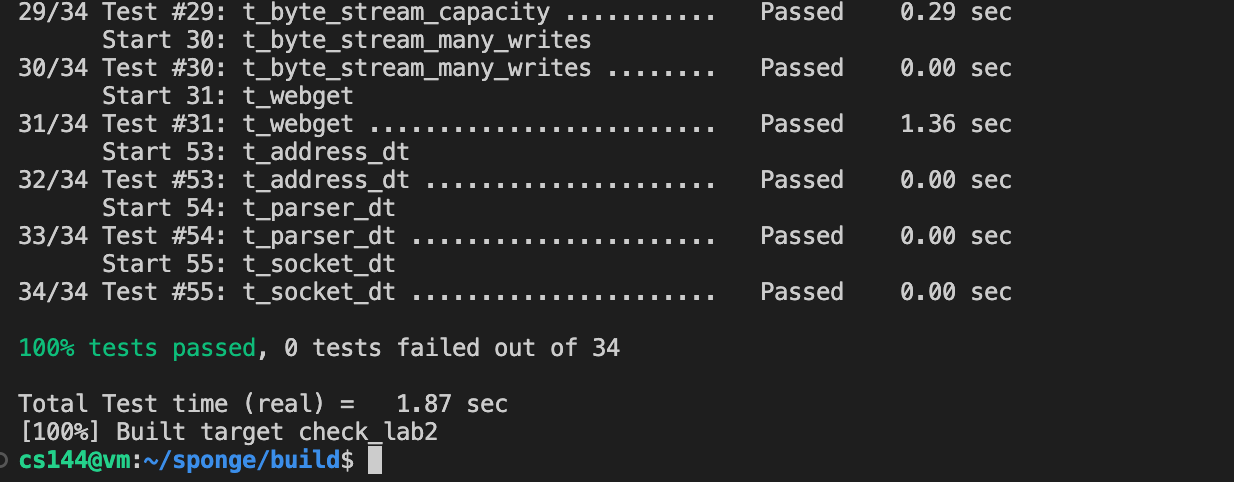 29/34 Test #29: t_byte_stream_capacity ...........   Passed    0.29 sec
      Start 30: t_byte_stream_many_writes
30/34 Test #30: t_byte_stream_many_writes ........   Passed    0.00 sec
      Start 31: t_webget
31/34 Test #31: t_webget .........................   Passed    1.36 sec
      Start 53: t_address_dt
32/34 Test #53: t_address_dt .....................   Passed    0.00 sec
      Start 54: t_parser_dt
33/34 Test #54: t_parser_dt ......................   Passed    0.00 sec
      Start 55: t_socket_dt
34/34 Test #55: t_socket_dt ......................   Passed    0.00 sec
100% tests passed, 0 tests failed out of 34
Total Test time (real) =   1.87 sec
[100%] Built target check_lab2
cs144@vm:~/sponge/build$